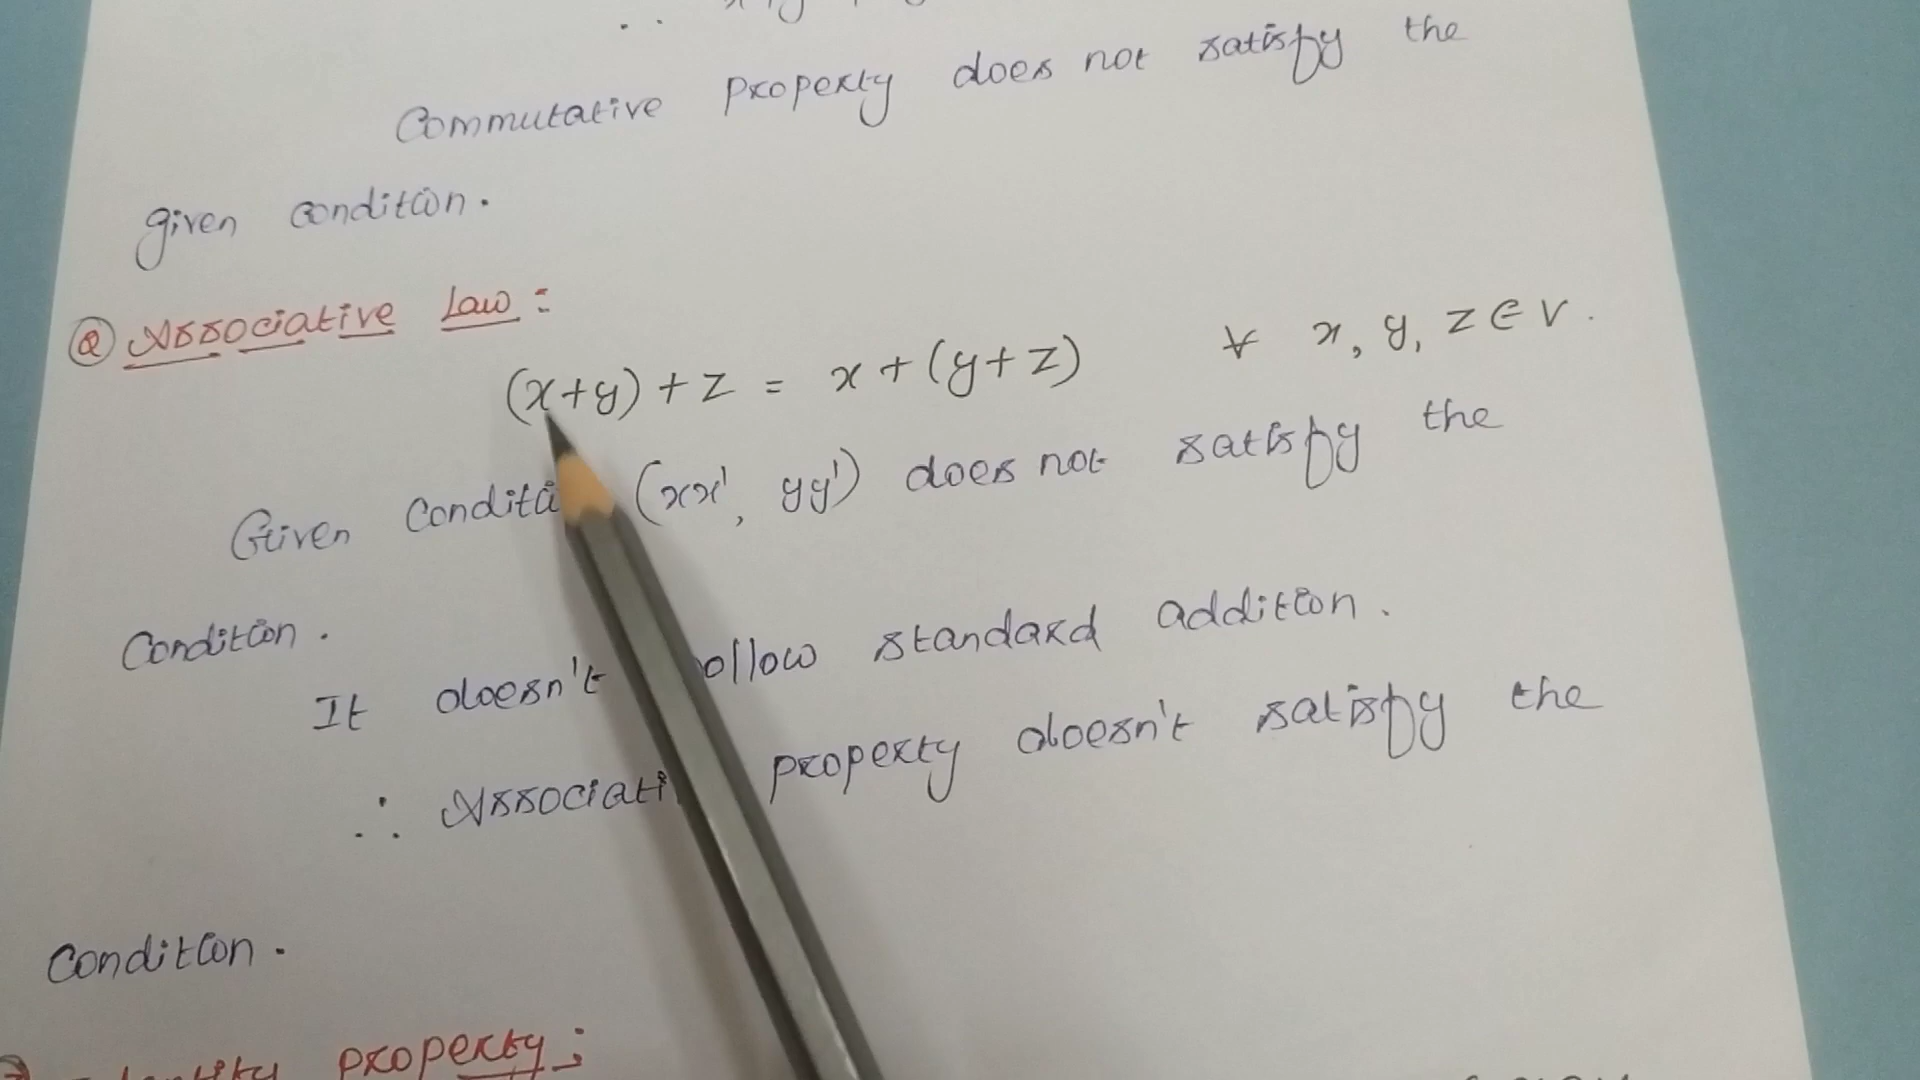 Commutative property does not satisfy the
given condition.
② Associative Law :
(x+y) + z = x + (y+z) ∀ x, y, z ∈ V.
Given (xx', yy') does not satisfy the
Condition.
It doesn't standard addition.
∴ property doesn't satisfy the
Condition.
property :